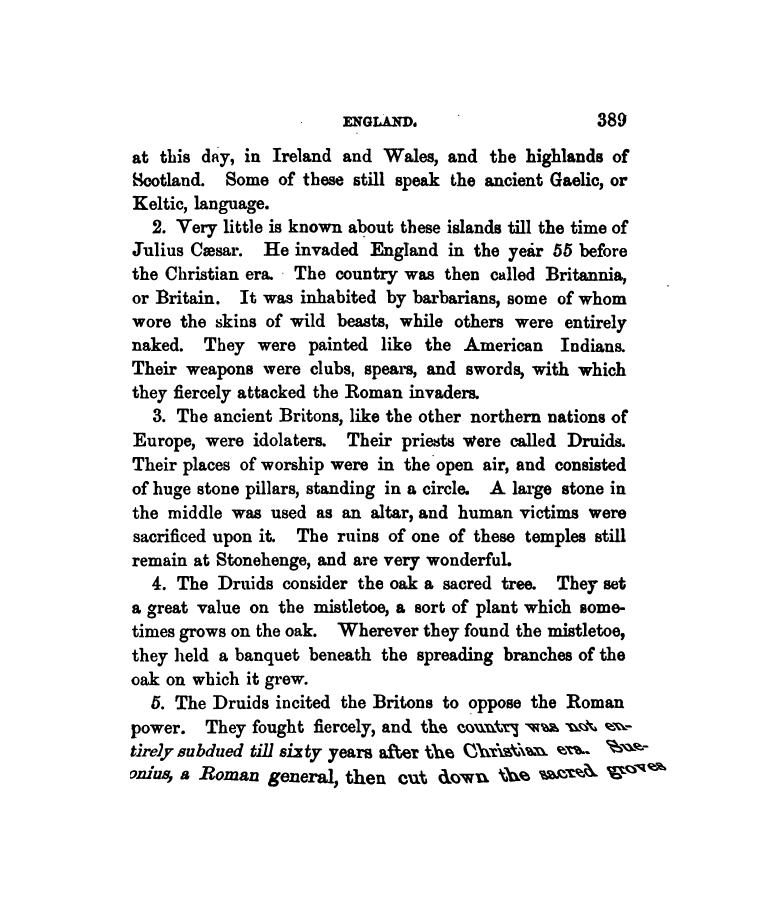 ENGLAND. 389
at this day, in Ireland and Wales, and the highlands of
Scotland. Some of these still speak the ancient Gaelic, or
Keltic, language.
2. Very little is known about these islands till the time of
Julius Cæsar. He invaded England in the year 55 before
the Christian era. The country was then called Britannia,
or Britain. It was inhabited by barbarians, some of whom
wore the skins of wild beasts, while others were entirely
naked. They were painted like the American Indians.
Their weapons were clubs, spears, and swords, with which
they fiercely attacked the Roman invaders.
3. The ancient Britons, like the other northern nations of
Europe, were idolaters. Their priests were called Druids.
Their places of worship were in the open air, and consisted
of huge stone pillars, standing in a circle. A large stone in
the middle was used as an altar, and human victims were
sacrificed upon it. The ruins of one of these temples still
remain at Stonehenge, and are very wonderful.
4. The Druids consider the oak a sacred tree. They set
a great value on the mistletoe, a sort of plant which some-
times grows on the oak. Wherever they found the mistletoe,
they held a banquet beneath the spreading branches of the
oak on which it grew.
5. The Druids incited the Britons to oppose the Roman
power. They fought fiercely, and the country was not en-
tirely subdued till sixty years after the Christian era. Sue-
onius, a Roman general, then cut down the sacred groves